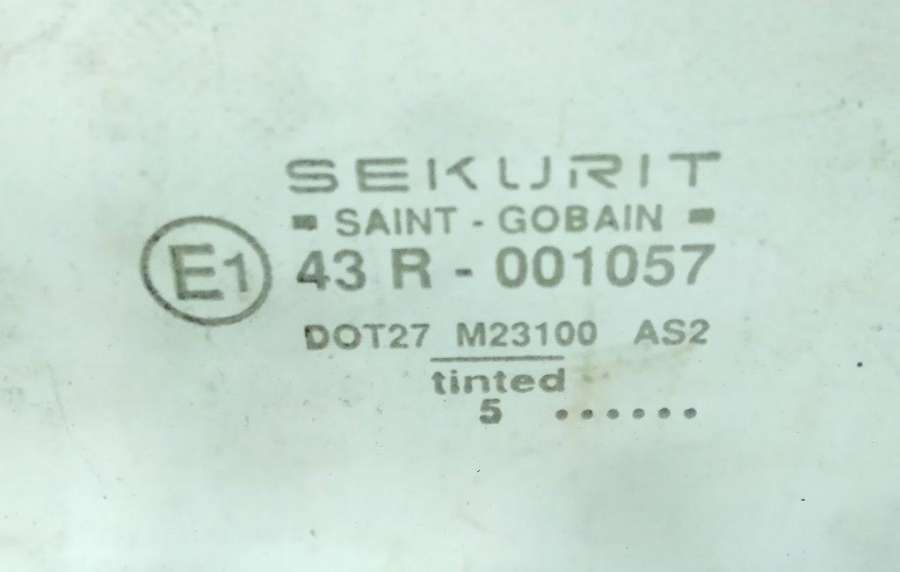 SEKURIT
SAINT - GOBAIN
E1 43 R - 001057
DOT27 M23100 AS2
tinted
5 ......